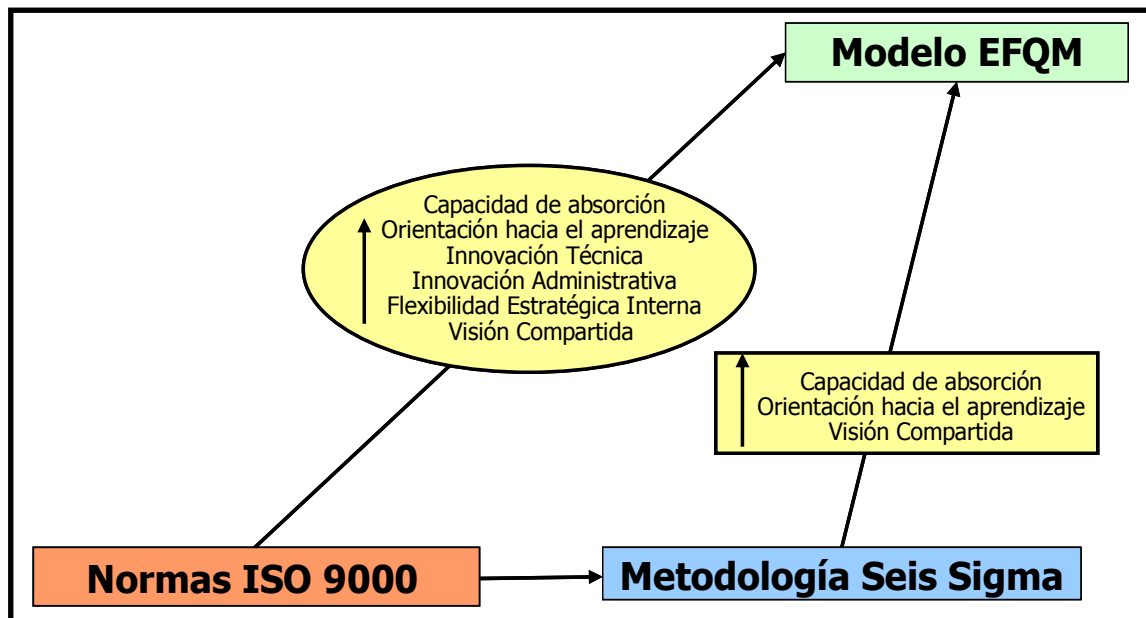 Modelo EFQM
Capacidad de absorción
Orientación hacia el aprendizaje
Innovación Técnica
Innovación Administrativa
Flexibilidad Estratégica Interna
Visión Compartida
Capacidad de absorción
Orientación hacia el aprendizaje
Visión Compartida
Normas ISO 9000
Metodología Seis Sigma